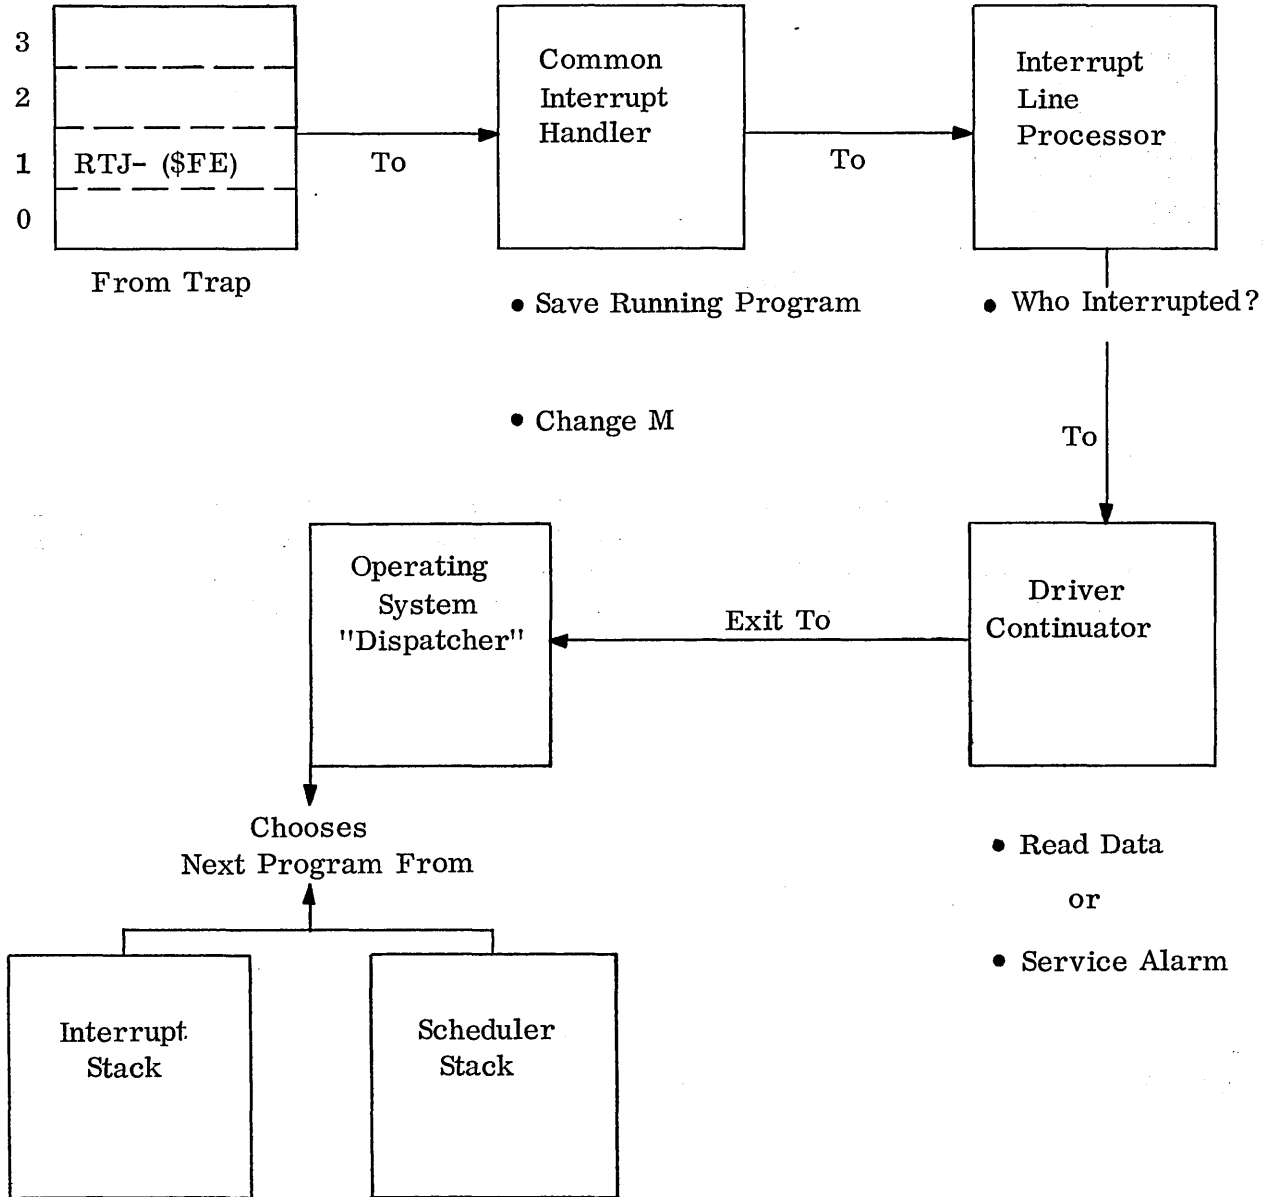 3
2
1 RTJ- ($FE)
0
From Trap
To
Common
Interrupt
Handler
To
Interrupt
Line
Processor
• Save Running Program
• Change M
• Who Interrupted?
To
Driver
Continuator
Exit To
Operating
System
"Dispatcher"
• Read Data
or
• Service Alarm
Chooses
Next Program From
Interrupt
Stack
Scheduler
Stack